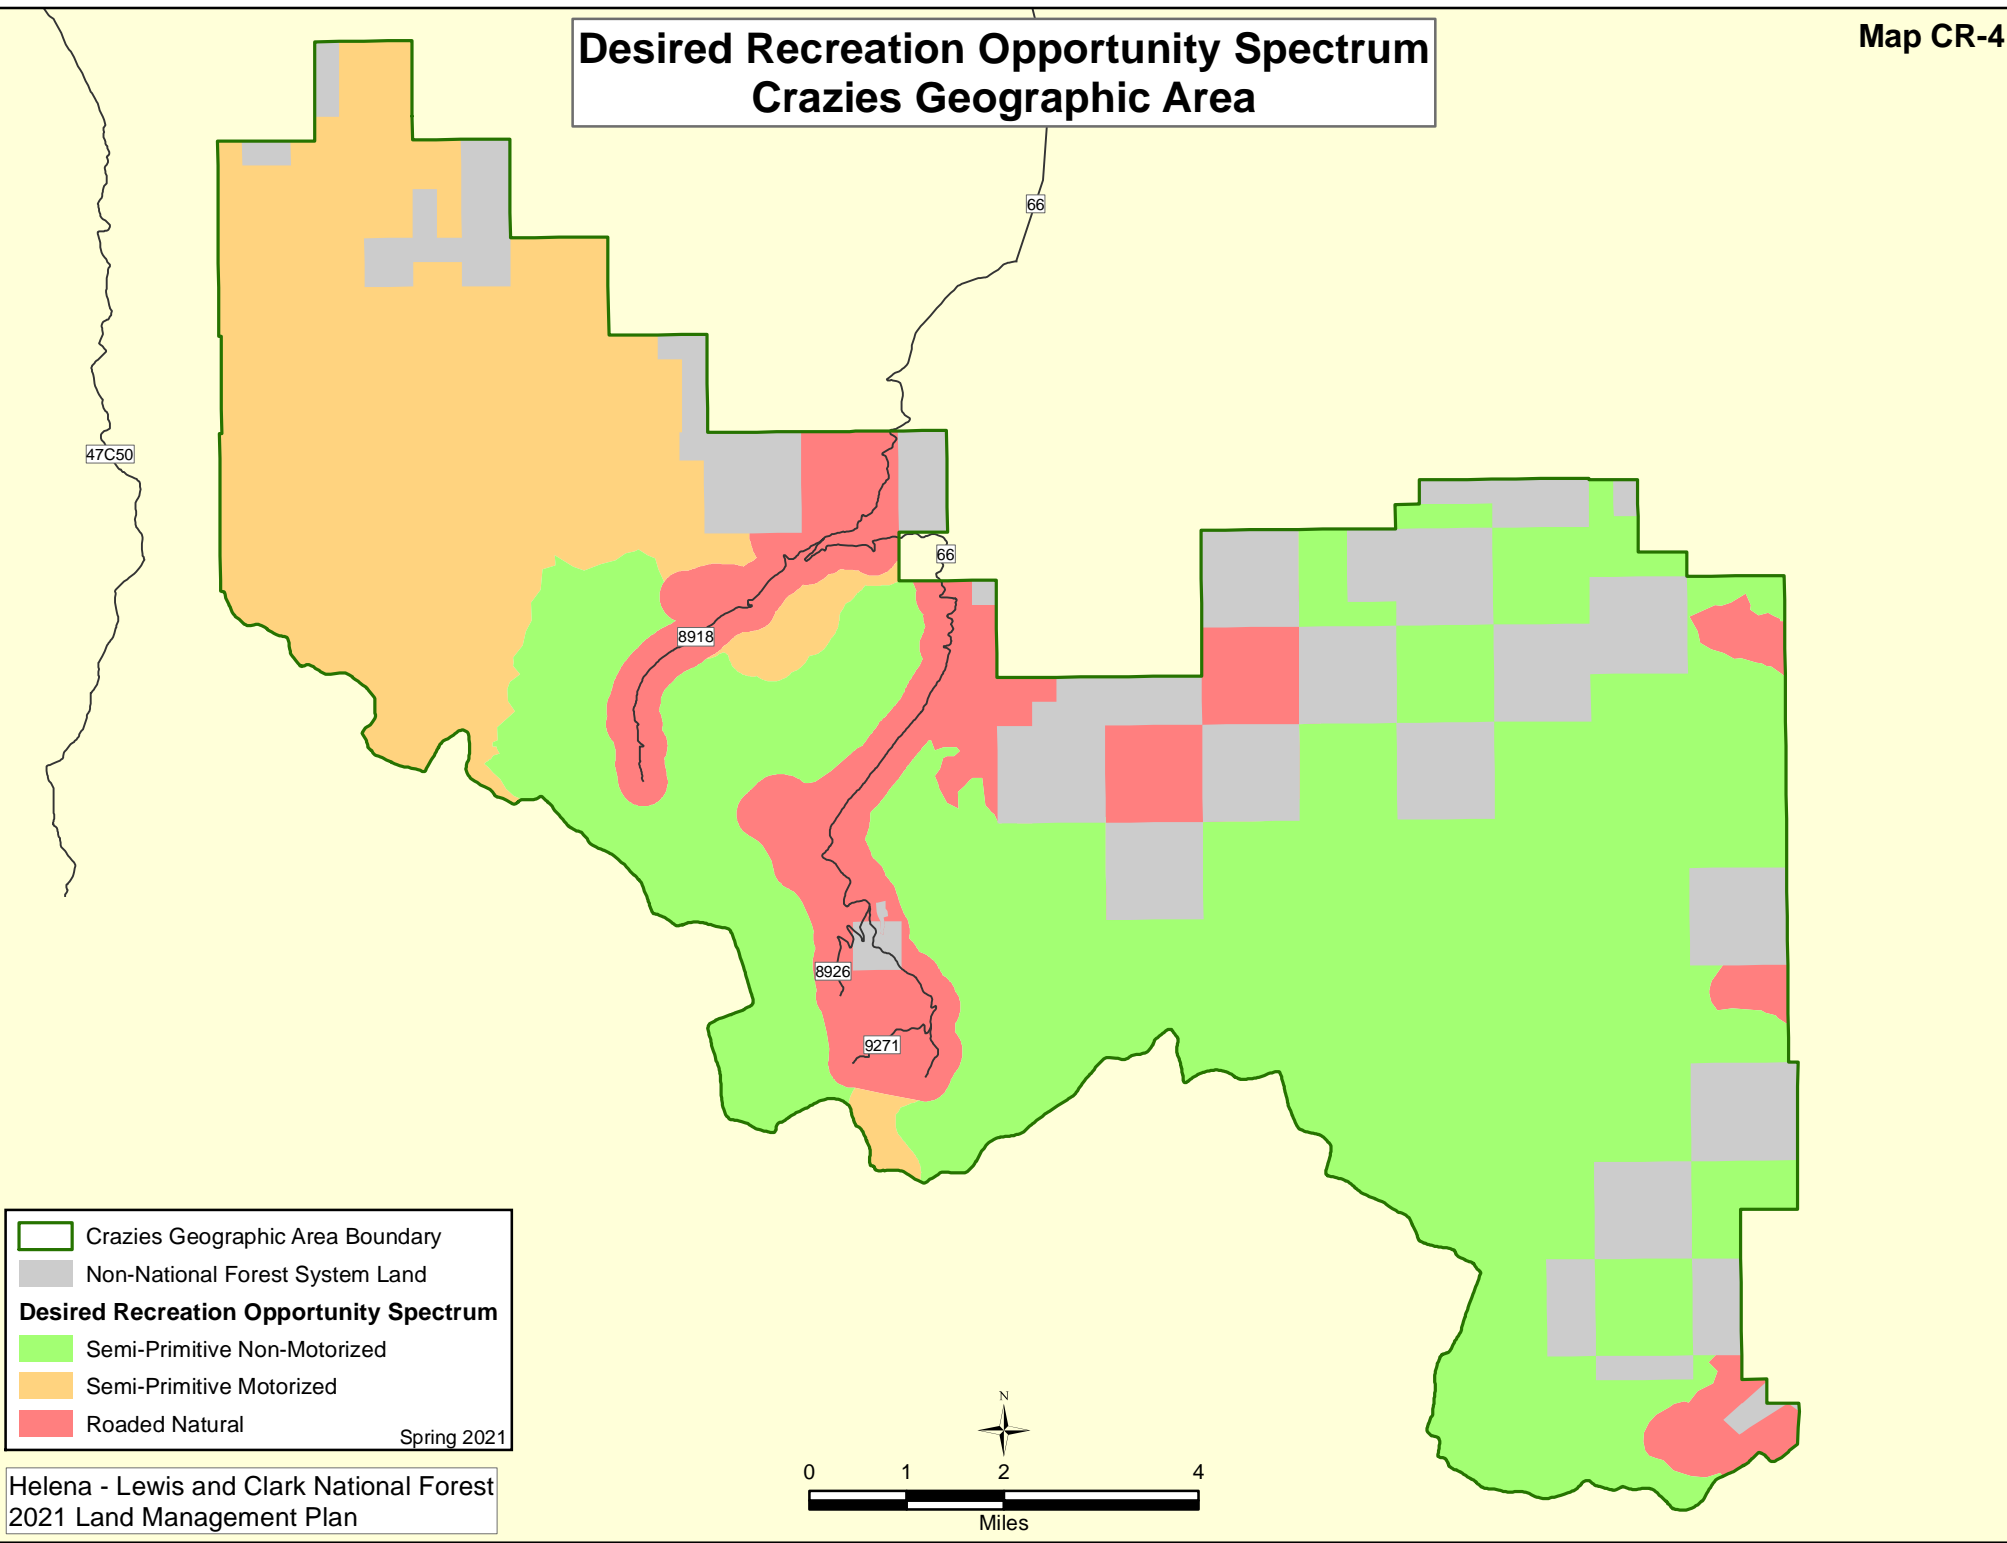 Desired Recreation Opportunity Spectrum
Crazies Geographic Area
Map CR-4
66
47C50
66
8918
8926
9271
Crazies Geographic Area Boundary
Non-National Forest System Land
Desired Recreation Opportunity Spectrum
Semi-Primitive Non-Motorized
Semi-Primitive Motorized
Roaded Natural
Spring 2021
Helena - Lewis and Clark National Forest
2021 Land Management Plan
N
0 1 2 4
Miles